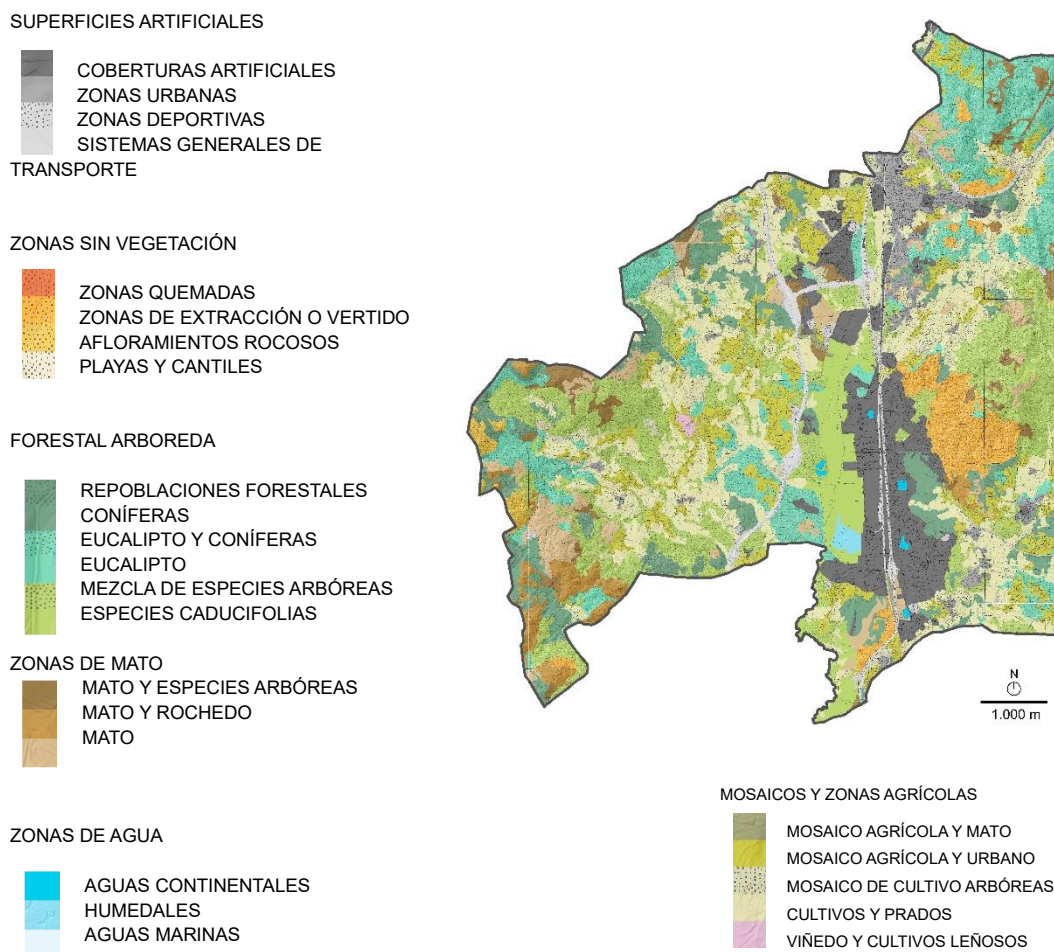 SUPERFICIES ARTIFICIALES
COBERTURAS ARTIFICIALES
ZONAS URBANAS
ZONAS DEPORTIVAS
SISTEMAS GENERALES DE
TRANSPORTE
ZONAS SIN VEGETACIÓN
ZONAS QUEMADAS
ZONAS DE EXTRACCIÓN O VERTIDO
AFLORAMIENTOS ROCOSOS
PLAYAS Y CANTILES
FORESTAL ARBOREDA
REPOBLACIONES FORESTALES
CONÍFERAS
EUCALIPTO Y CONÍFERAS
EUCALIPTO
MEZCLA DE ESPECIES ARBÓREAS
ESPECIES CADUCIFOLIAS
ZONAS DE MATO
MATO Y ESPECIES ARBÓREAS
MATO Y ROCHEDO
MATO
ZONAS DE AGUA
AGUAS CONTINENTALES
HUMEDALES
AGUAS MARINAS
N
1.000 m
MOSAICOS Y ZONAS AGRÍCOLAS
MOSAICO AGRÍCOLA Y MATO
MOSAICO AGRÍCOLA Y URBANO
MOSAICO DE CULTIVO ARBÓREAS
CULTIVOS Y PRADOS
VIÑEDO Y CULTIVOS LEÑOSOS